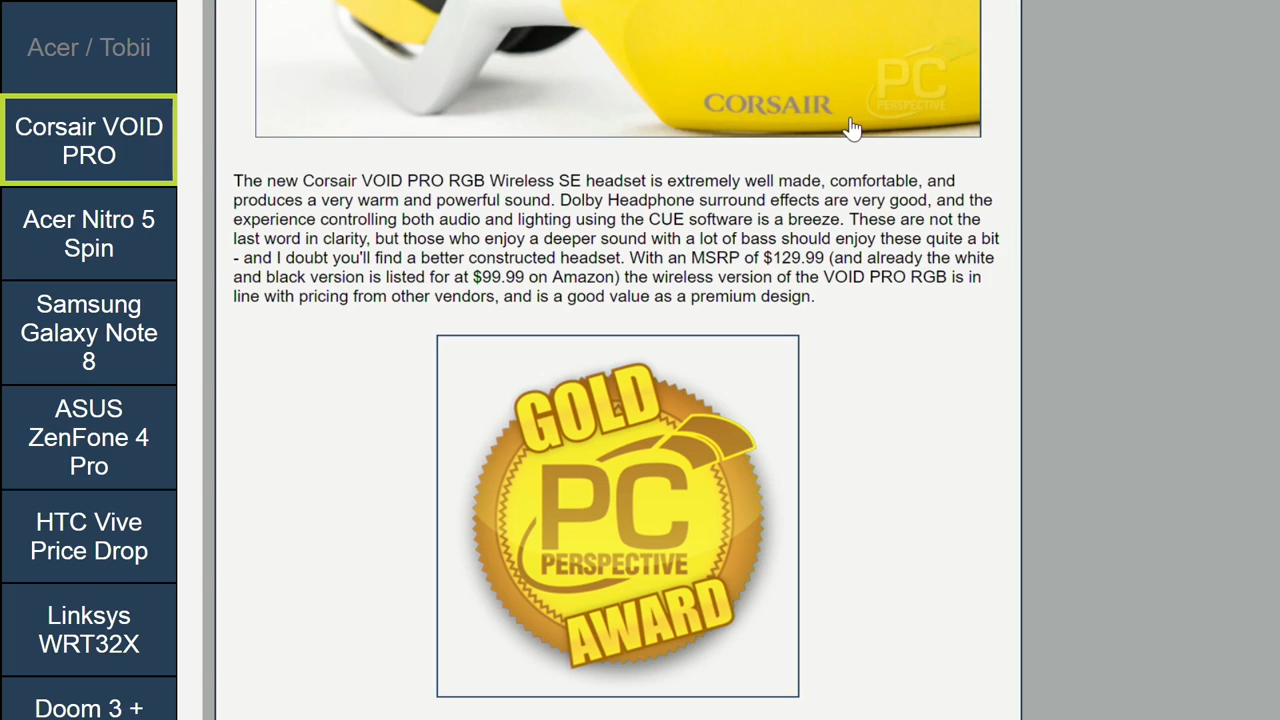 Acer / Tobii
Corsair VOID
PRO
Acer Nitro 5
Spin
Samsung
Galaxy Note
8
ASUS
ZenFone 4
Pro
HTC Vive
Price Drop
Linksys
WRT32X
Doom 3 +
CORSAIR
PC
PERSPECTIVE
The new Corsair VOID PRO RGB Wireless SE headset is extremely well made, comfortable, and
produces a very warm and powerful sound. Dolby Headphone surround effects are very good, and the
experience controlling both audio and lighting using the CUE software is a breeze. These are not the
last word in clarity, but those who enjoy a deeper sound with a lot of bass should enjoy these quite a bit
- and I doubt you'll find a better constructed headset. With an MSRP of $129.99 (and already the white
and black version is listed for at $99.99 on Amazon) the wireless version of the VOID PRO RGB is in
line with pricing from other vendors, and is a good value as a premium design.
GOLD
PC
PERSPECTIVE
AWARD